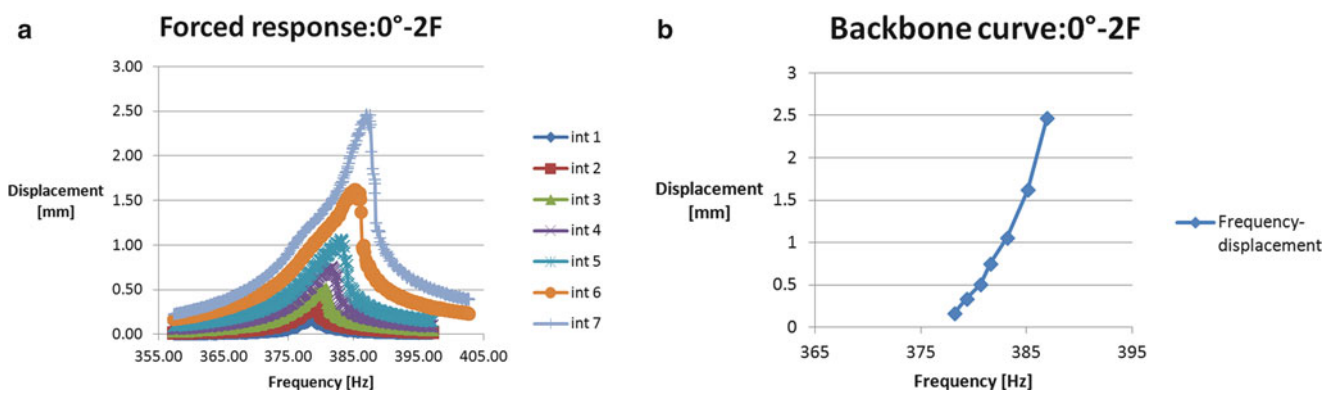 a
Forced response:0°-2F
3.00
2.50
2.00
Displacement
[mm]
1.50
1.00
0.50
0.00
355.00 365.00 375.00 385.00 395.00 405.00
Frequency [Hz]
int 1
int 2
int 3
int 4
int 5
int 6
int 7
b
Backbone curve:0°-2F
3
2.5
2
Displacement
[mm]
1.5
1
0.5
0
365 375 385 395
Frequency [Hz]
Frequency-
displacement